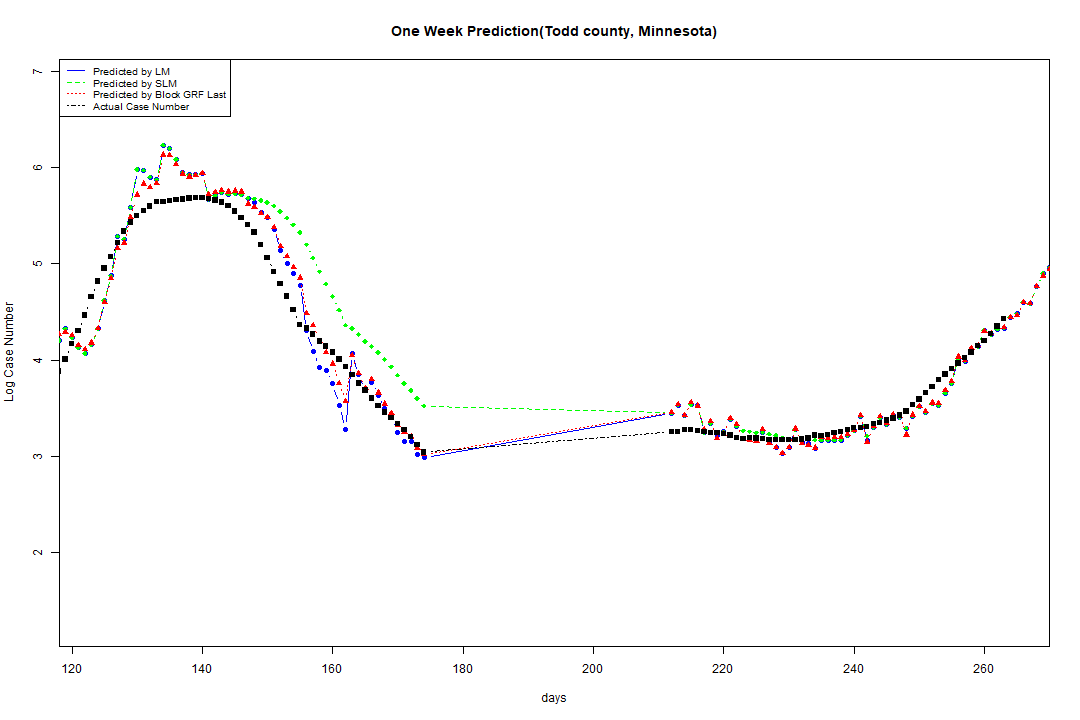 One Week Prediction(Todd county, Minnesota)
Predicted by LM
Predicted by SLM
Predicted by Block GRF Last
Actual Case Number
7
6
5
4
3
2
Log Case Number
120 140 160 180 200 220 240 260
days